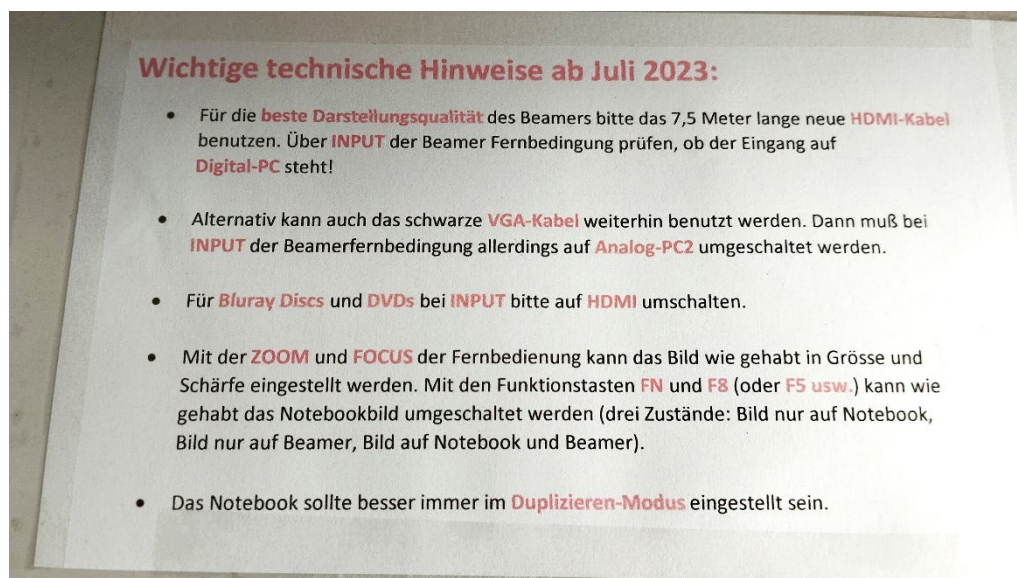 Wichtige technische Hinweise ab Juli 2023:
• Für die beste Darstellungsqualität des Beamers bitte das 7,5 Meter lange neue HDMI-Kabel
benutzen. Über INPUT der Beamer Fernbedingung prüfen, ob der Eingang auf
Digital-PC steht!
• Alternativ kann auch das schwarze VGA-Kabel weiterhin benutzt werden. Dann muß bei
INPUT der Beamerfernbedingung allerdings auf Analog-PC2 umgeschaltet werden.
• Für Bluray Discs und DVDs bei INPUT bitte auf HDMI umschalten.
• Mit der ZOOM und FOCUS der Fernbedienung kann das Bild wie gehabt in Grösse und
Schärfe eingestellt werden. Mit den Funktionstasten FN und F8 (oder F5 usw.) kann wie
gehabt das Notebookbild umgeschaltet werden (drei Zustände: Bild nur auf Notebook,
Bild nur auf Beamer, Bild auf Notebook und Beamer).
• Das Notebook sollte besser immer im Duplizieren-Modus eingestellt sein.